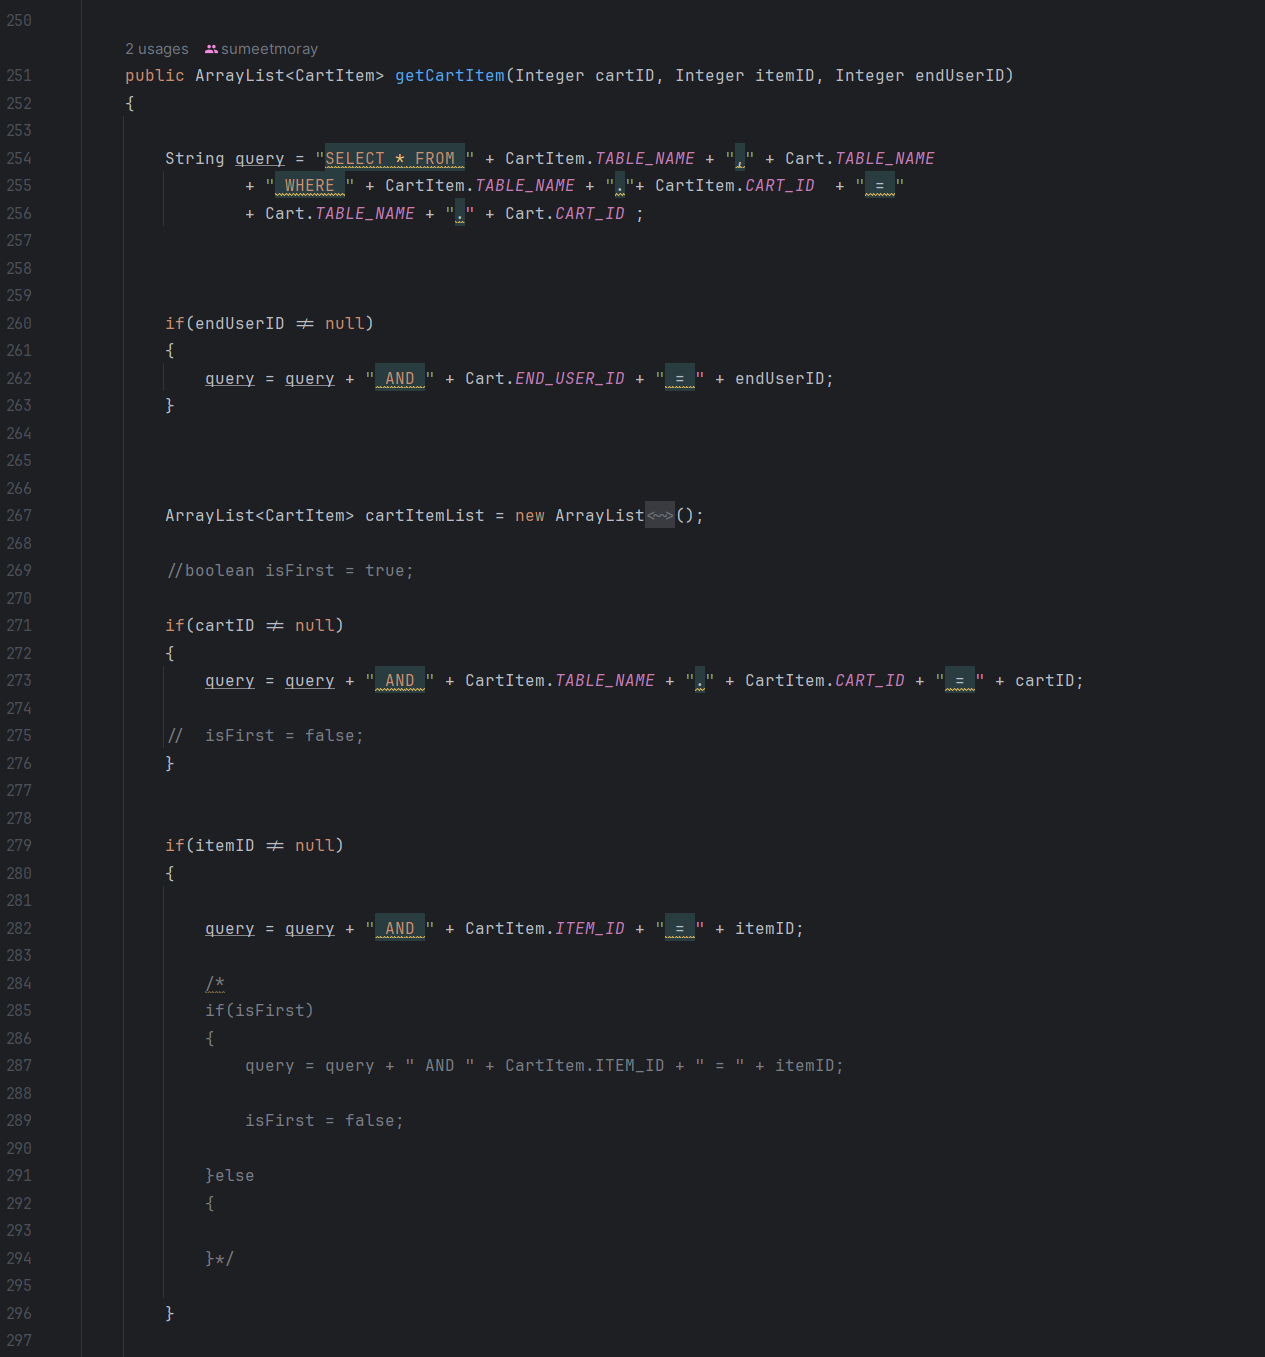 250
2 usages sumeetmoray
251 public ArrayList<CartItem> getCartItem(Integer cartID, Integer itemID, Integer endUserID)
252 {
253
254 String query = "SELECT * FROM " + CartItem.TABLE_NAME + "," + Cart.TABLE_NAME
255 + " WHERE " + CartItem.TABLE_NAME + "."+ CartItem.CART_ID  + " = "
256 + Cart.TABLE_NAME + "." + Cart.CART_ID ;
257
258
259
260 if(endUserID != null)
261 {
262 query = query + " AND " + Cart.END_USER_ID + " = " + endUserID;
263 }
264
265
266
267 ArrayList<CartItem> cartItemList = new ArrayList<~>();
268
269 //boolean isFirst = true;
270
271 if(cartID != null)
272 {
273 query = query + " AND " + CartItem.TABLE_NAME + "." + CartItem.CART_ID + " = " + cartID;
274
275 //  isFirst = false;
276 }
277
278
279 if(itemID != null)
280 {
281
282 query = query + " AND " + CartItem.ITEM_ID + " = " + itemID;
283
284 /*
285 if(isFirst)
286 {
287 query = query + " AND " + CartItem.ITEM_ID + " = " + itemID;
288
289 isFirst = false;
290
291 }else
292 {
293
294 }*/
295
296 }
297